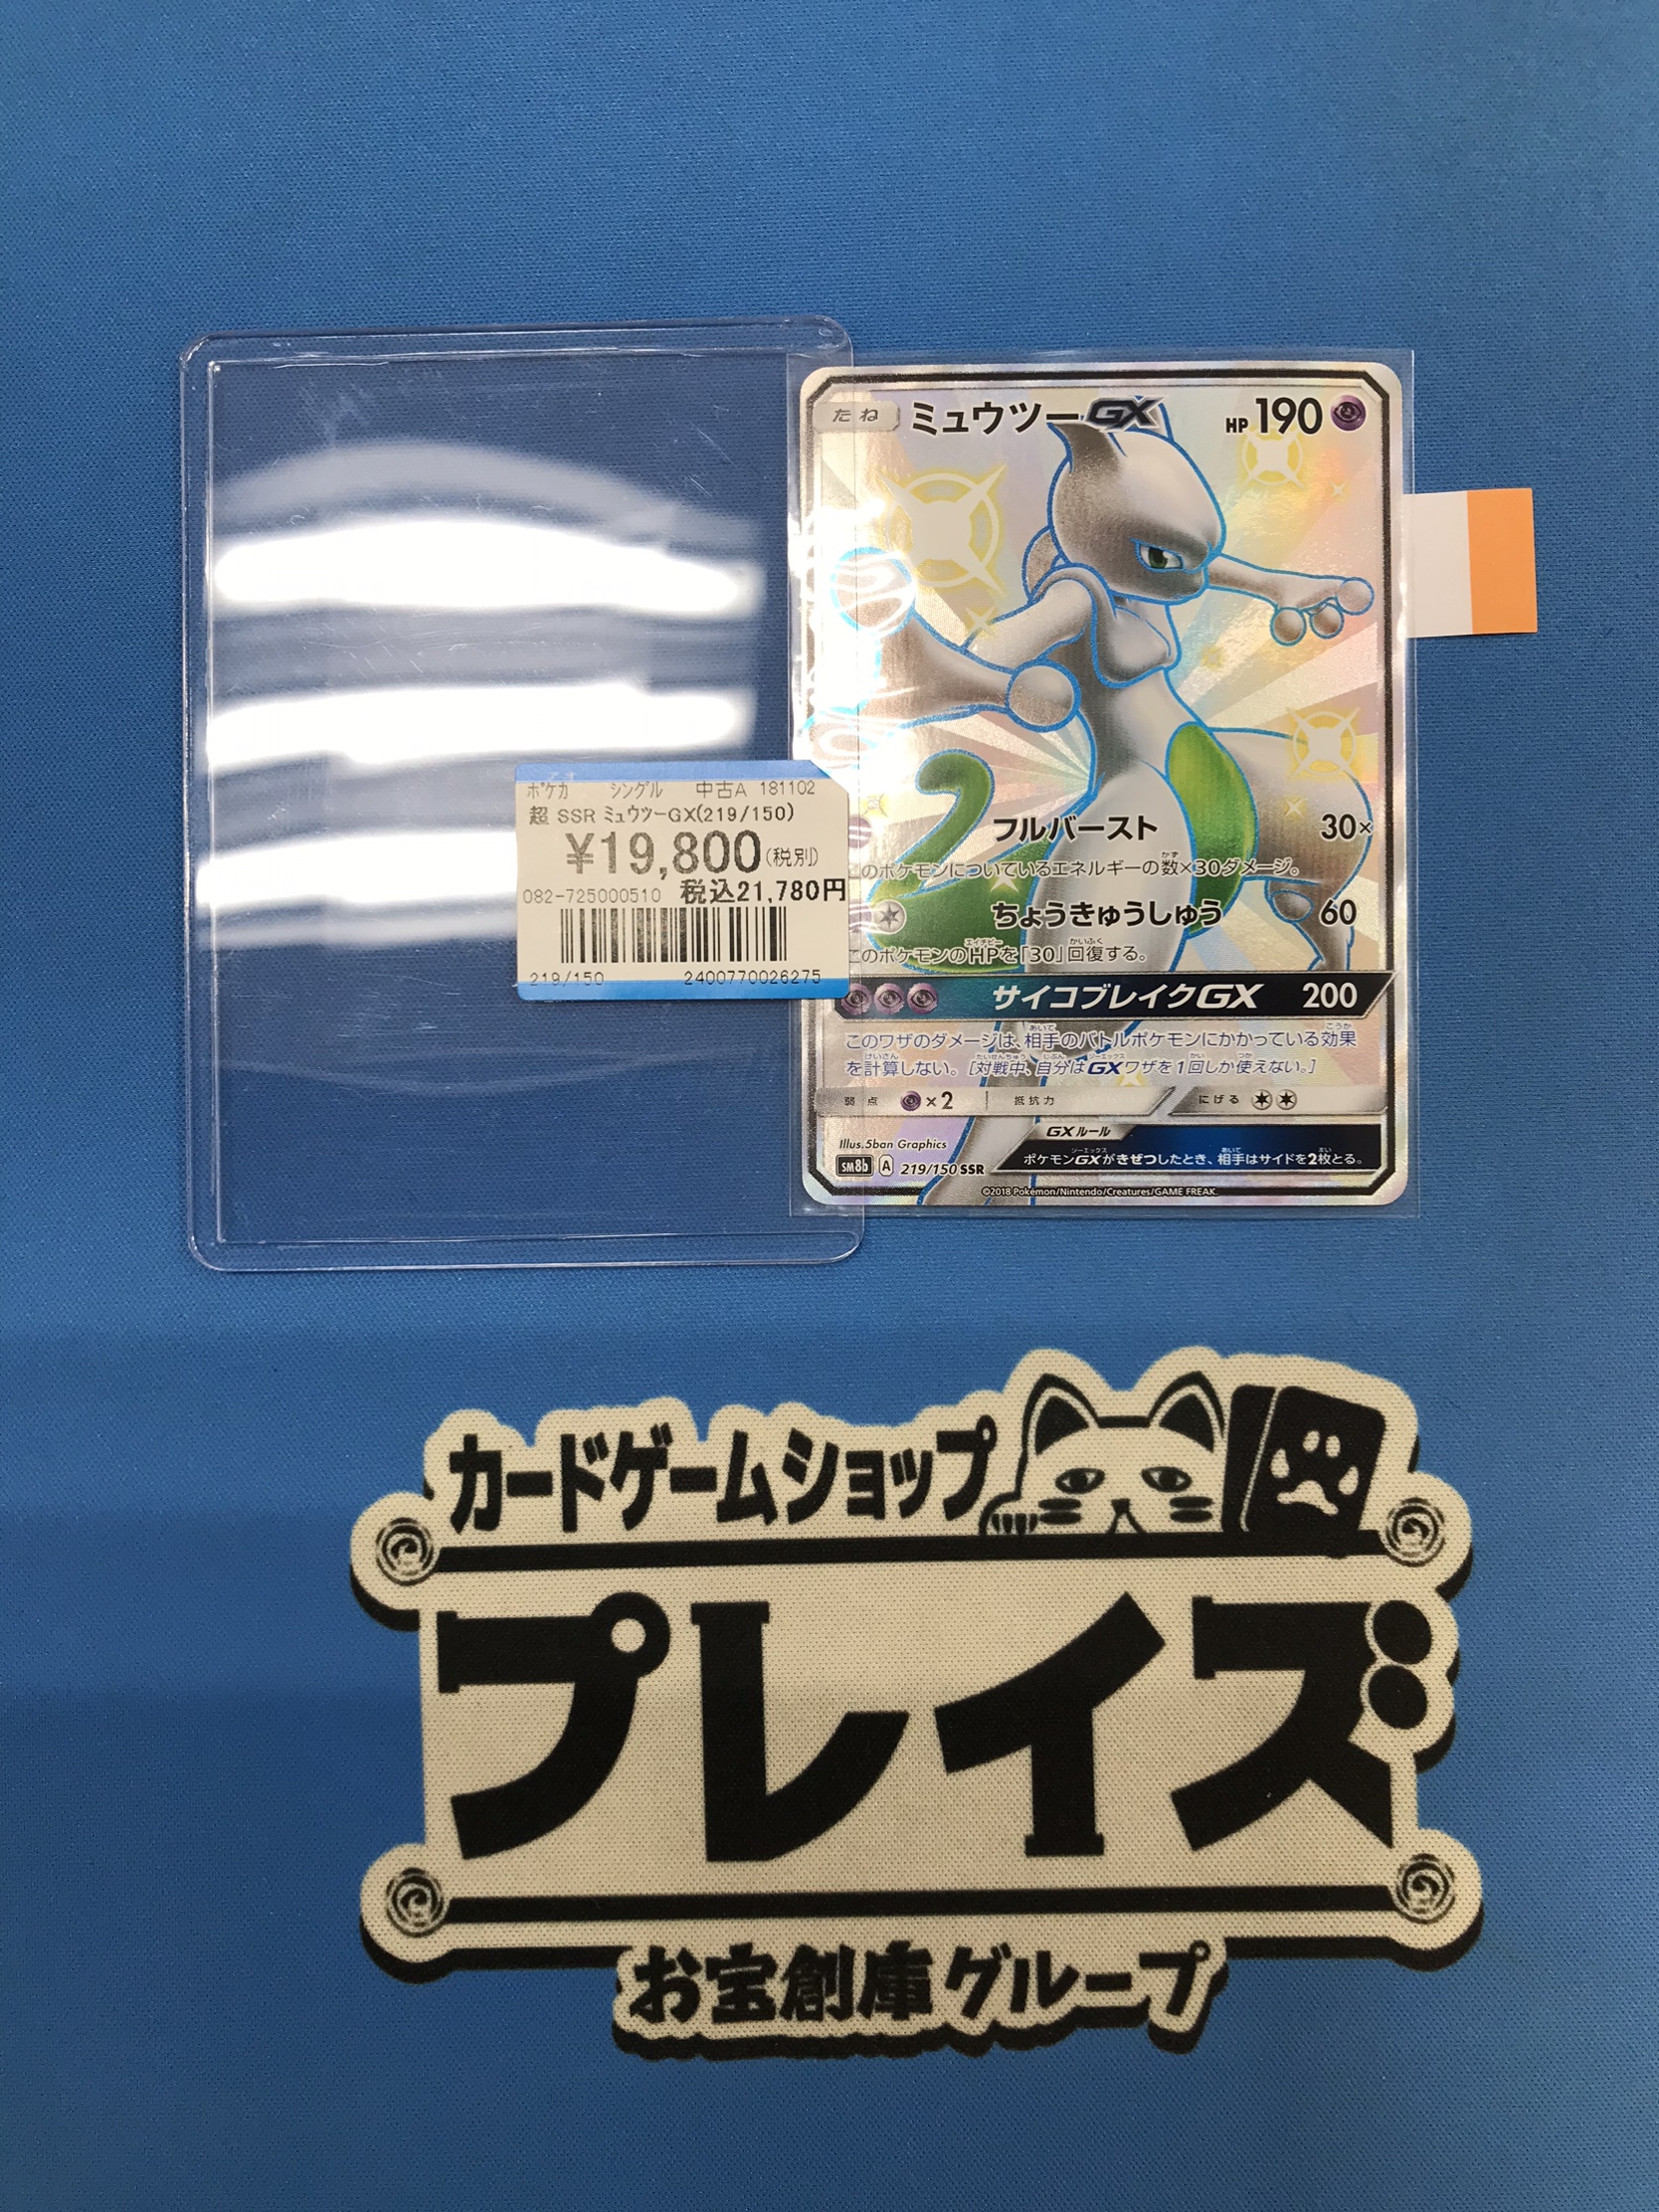 たね ミュウツーGX HP190
ポケカ シングル 中古A 181102
超 SSR ミュウツーGX(219/150)
¥19,800(税別)
082-725000510 税込21,780円
219/150 2400770026275
フルバースト 30×
このポケモンについているエネルギーの数×30ダメージ。
ちょうきゅうしゅう 60
このポケモンのHPを「30」回復する。
サイコブレイクGX 200
このワザのダメージは、相手のバトルポケモンにかかっている効果
を計算しない。[対戦中、自分はGXワザを1回しか使えない。]
弱点 ×2 抵抗力 にげる
GXルール
ポケモンGXがきぜつしたとき、相手はサイドを2枚とる。
Illus.5ban Graphics
SM8b A 219/150 SSR
©2018 Pokémon/Nintendo/Creatures/GAME FREAK.
カードゲームショップ
プレイズ
お宝創庫グループ